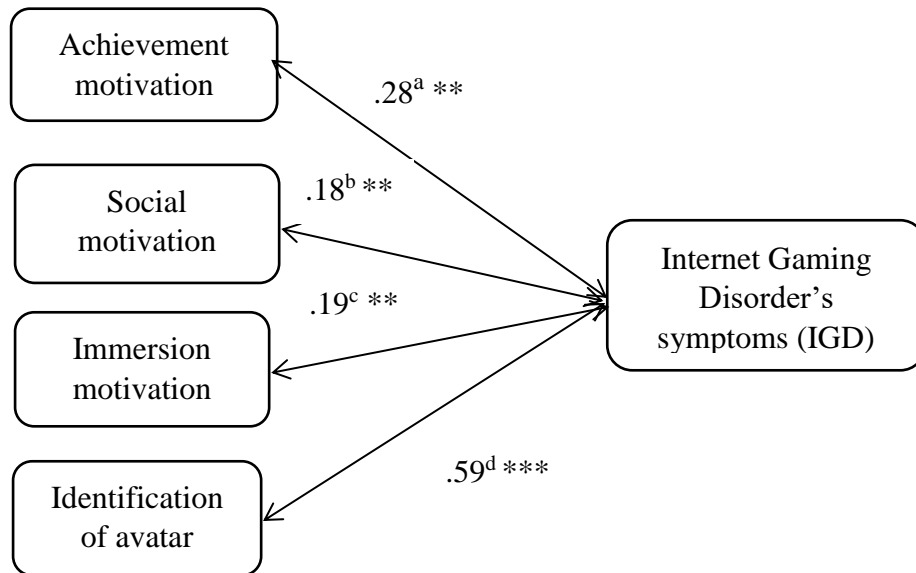 Achievement
motivation
.28ᵃ **
Social
motivation
.18ᵇ **
Immersion
motivation
.19ᶜ **
Identification
of avatar
.59ᵈ ***
Internet Gaming
Disorder’s
symptoms (IGD)